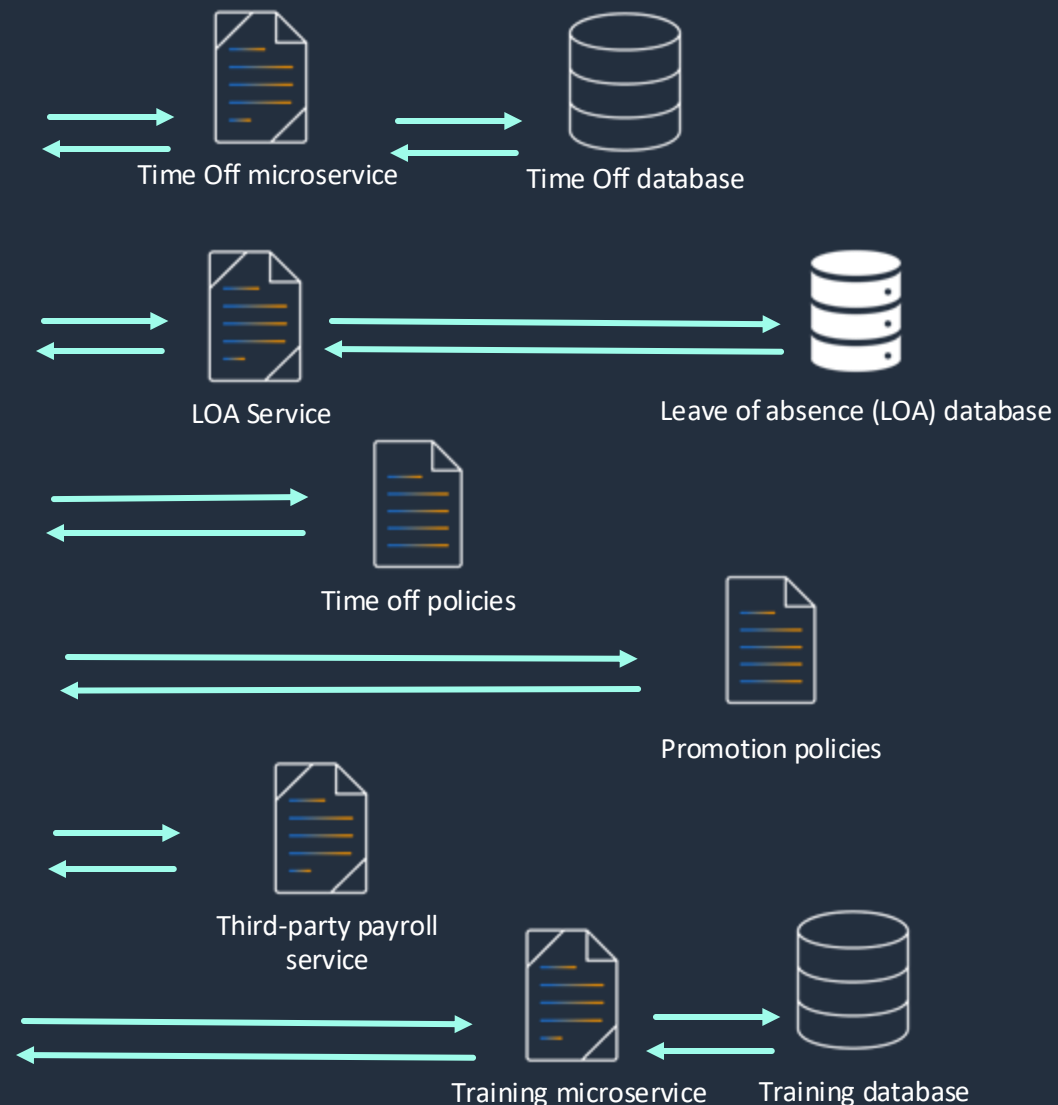 Time Off microservice
Time Off database
LOA Service
Leave of absence (LOA) database
Time off policies
Promotion policies
Third-party payroll
service
Training microservice
Training database